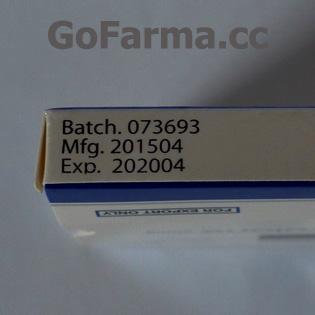 GoFarma.cc
Batch. 073693
Mfg. 201504
Exp. 202004
FOR EXPORT ONLY